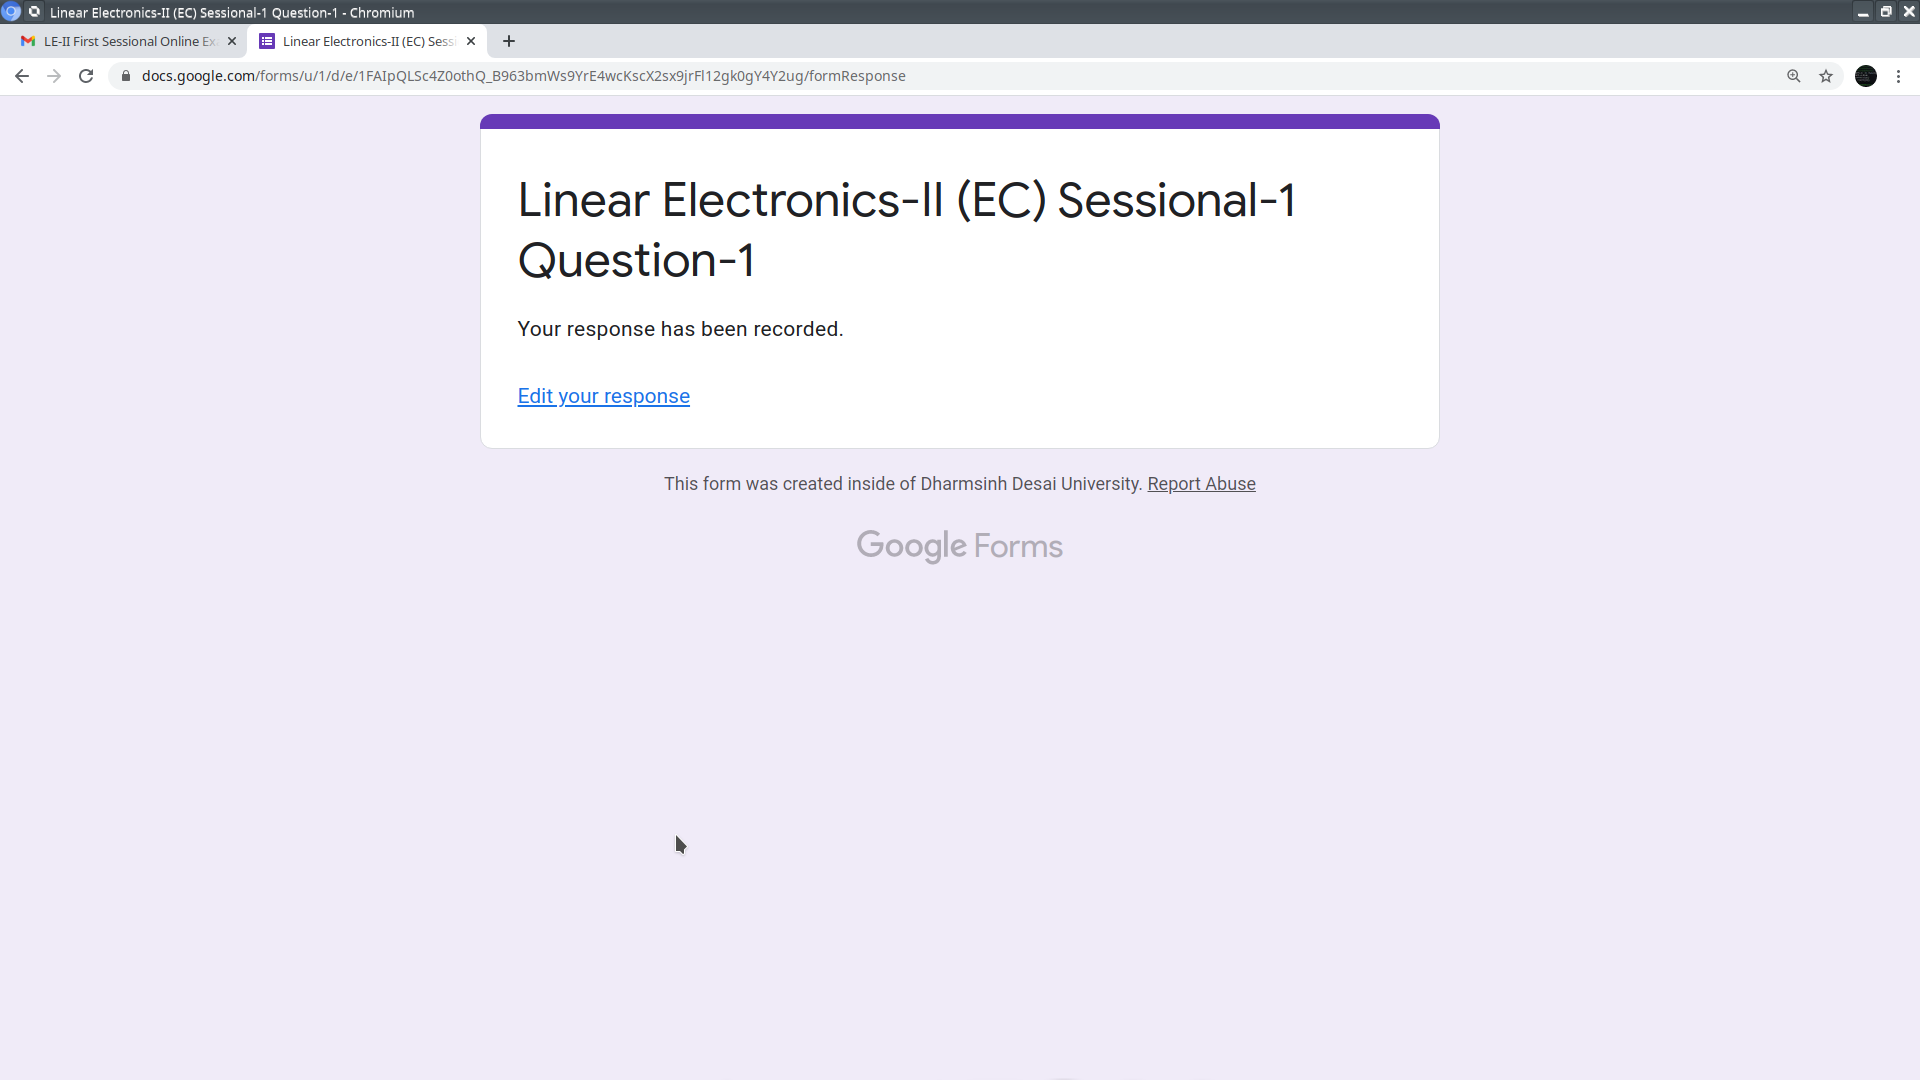 Linear Electronics-II (EC) Sessional-1 Question-1 - Chromium
LE-II First Sessional Online Ex
Linear Electronics-II (EC) Sess
docs.google.com/forms/u/1/d/e/1FAIpQLSc4Z0othQ_B963bmWs9YrE4wcKscX2sx9jrFl12gk0gY4Y2ug/formResponse
Linear Electronics-II (EC) Sessional-1
Question-1
Your response has been recorded.
Edit your response
This form was created inside of Dharmsinh Desai University. Report Abuse
Google Forms